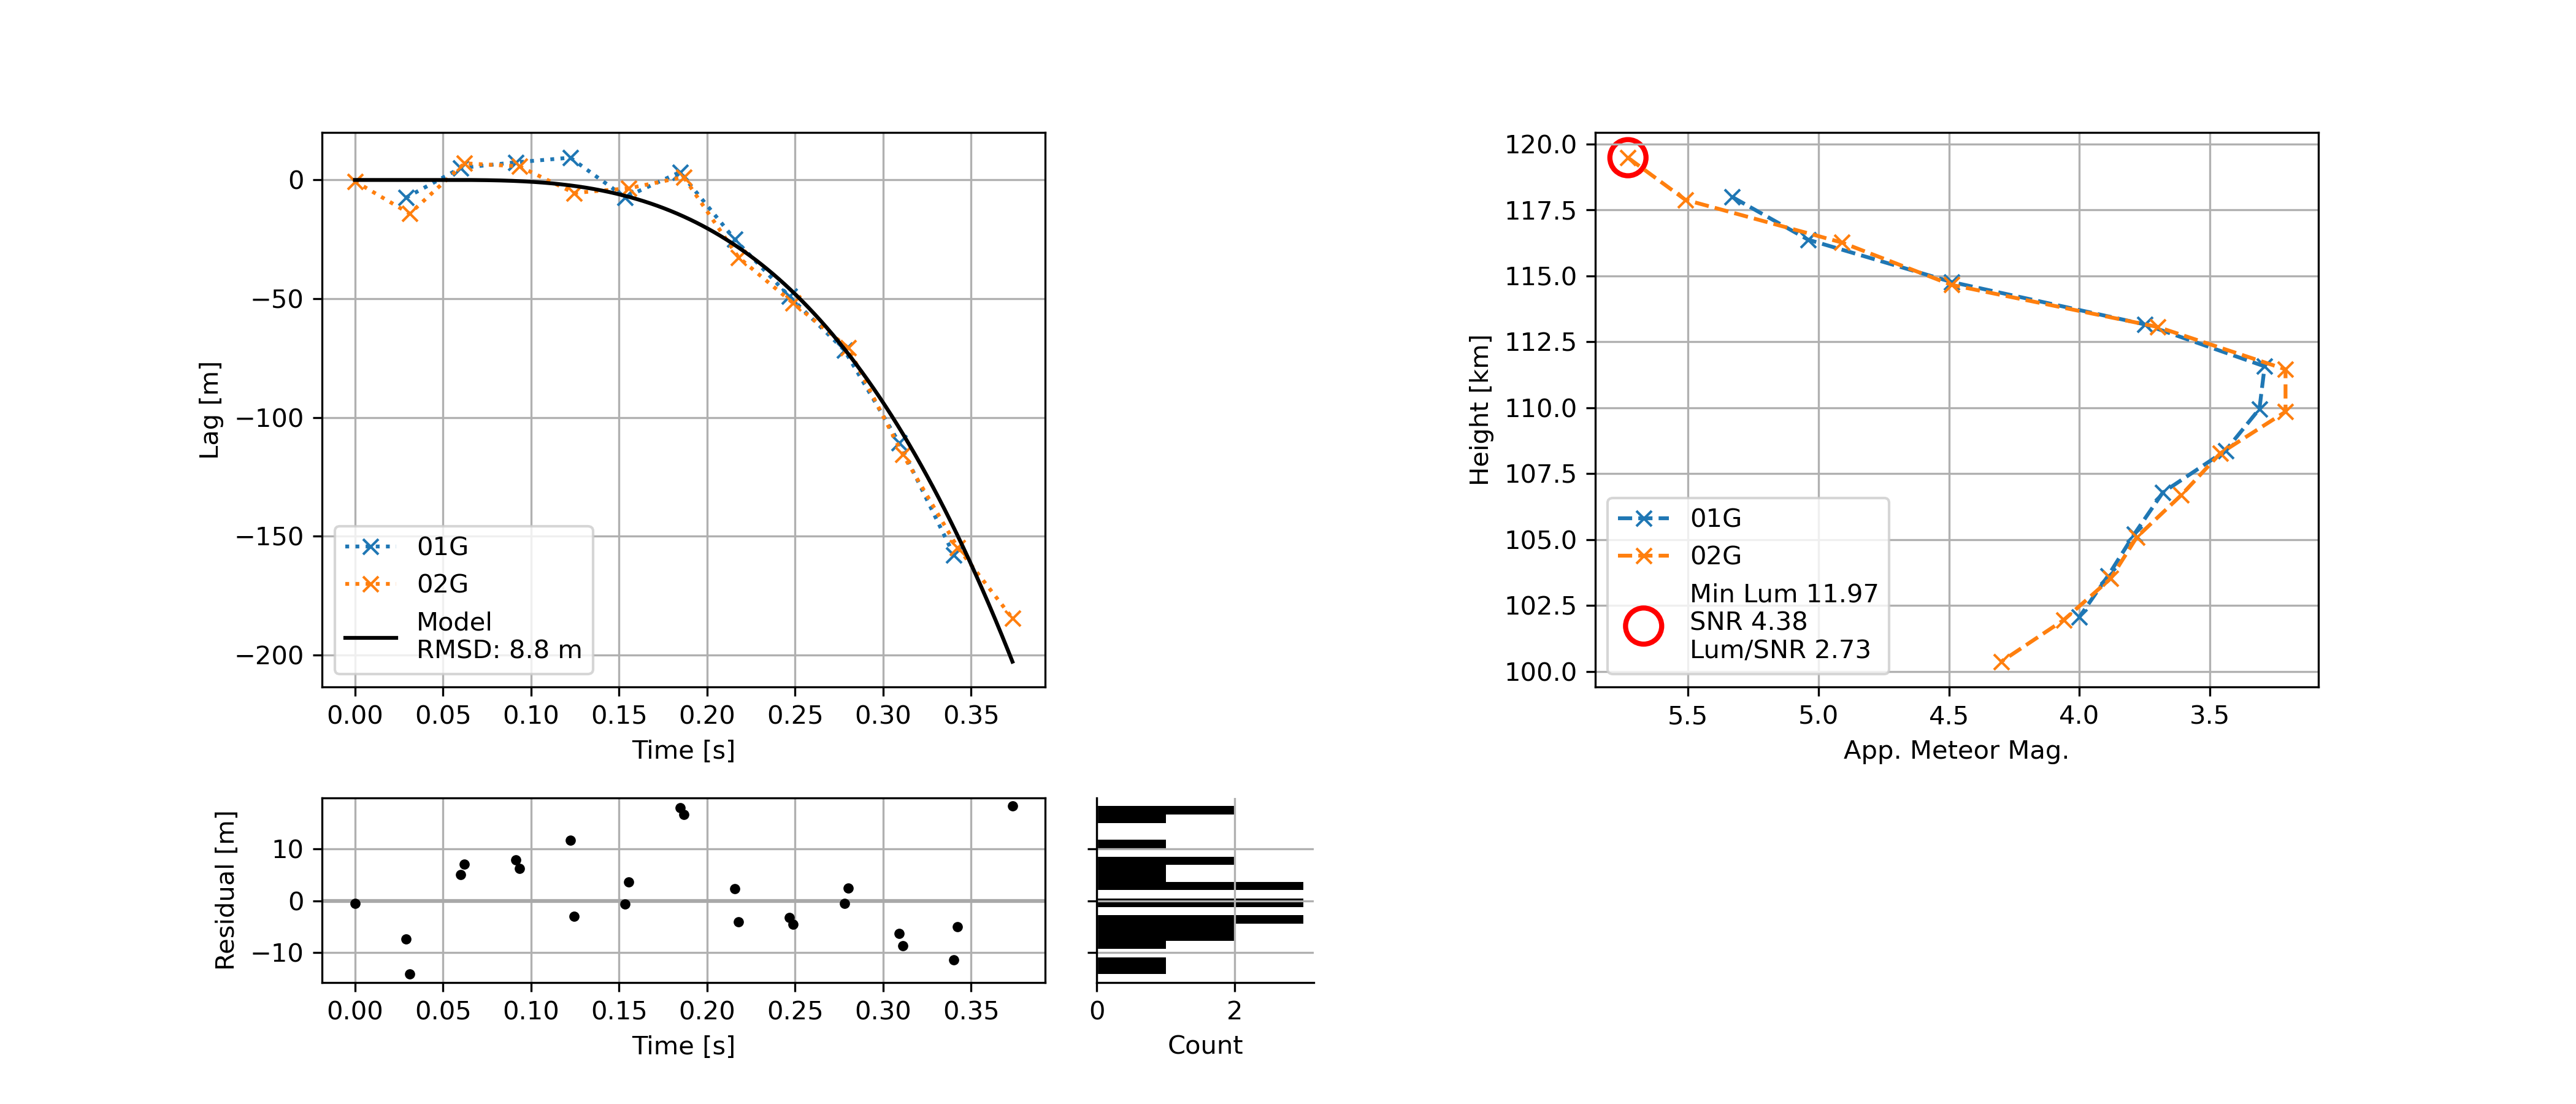 0
−50
−100
−150
−200
Lag [m]
01G
02G
Model
RMSD: 8.8 m
0.00 0.05 0.10 0.15 0.20 0.25 0.30 0.35
Time [s]
120.0
117.5
115.0
112.5
110.0
107.5
105.0
102.5
100.0
Height [km]
01G
02G
Min Lum 11.97
SNR 4.38
Lum/SNR 2.73
5.5 5.0 4.5 4.0 3.5
App. Meteor Mag.
10
0
−10
Residual [m]
0.00 0.05 0.10 0.15 0.20 0.25 0.30 0.35
Time [s]
0 2
Count